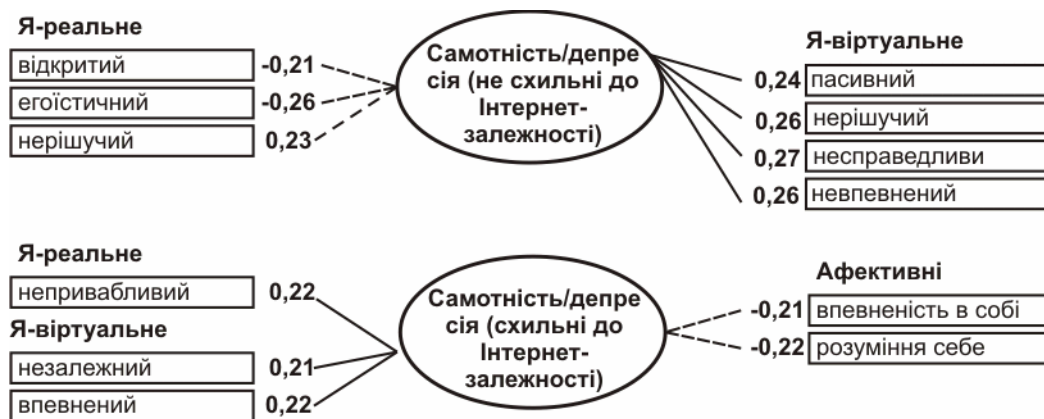 Я-реальне
відкритий
-0,21
егоїстичний
-0,26
нерішучий
0,23
Самотність/депре
сія (не схильні до
Інтернет-
залежності)
Я-віртуальне
0,24
пасивний
0,26
нерішучий
0,27
несправедливи
0,26
невпевнений
Я-реальне
непривабливий
0,22
Я-віртуальне
незалежний
0,21
впевнений
0,22
Самотність/депре
сія (схильні до
Інтернет-
залежності)
Афективні
-0,21
впевненість в собі
-0,22
розуміння себе